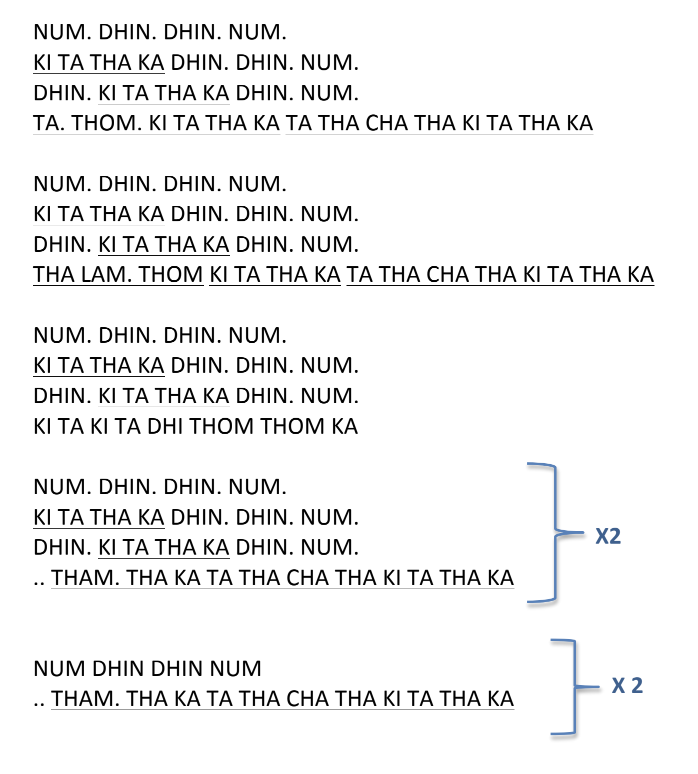 NUM. DHIN. DHIN. NUM.
KI TA THA KA DHIN. DHIN. NUM.
DHIN. KI TA THA KA DHIN. NUM.
TA. THOM. KI TA THA KA TA THA CHA THA KI TA THA KA
NUM. DHIN. DHIN. NUM.
KI TA THA KA DHIN. DHIN. NUM.
DHIN. KI TA THA KA DHIN. NUM.
THA LAM. THOM KI TA THA KA TA THA CHA THA KI TA THA KA
NUM. DHIN. DHIN. NUM.
KI TA THA KA DHIN. DHIN. NUM.
DHIN. KI TA THA KA DHIN. NUM.
KI TA KI TA DHI THOM THOM KA
NUM. DHIN. DHIN. NUM.
KI TA THA KA DHIN. DHIN. NUM.
DHIN. KI TA THA KA DHIN. NUM.
.. THAM. THA KA TA THA CHA THA KI TA THA KA
X2
NUM DHIN DHIN NUM
.. THAM. THA KA TA THA CHA THA KI TA THA KA
X 2